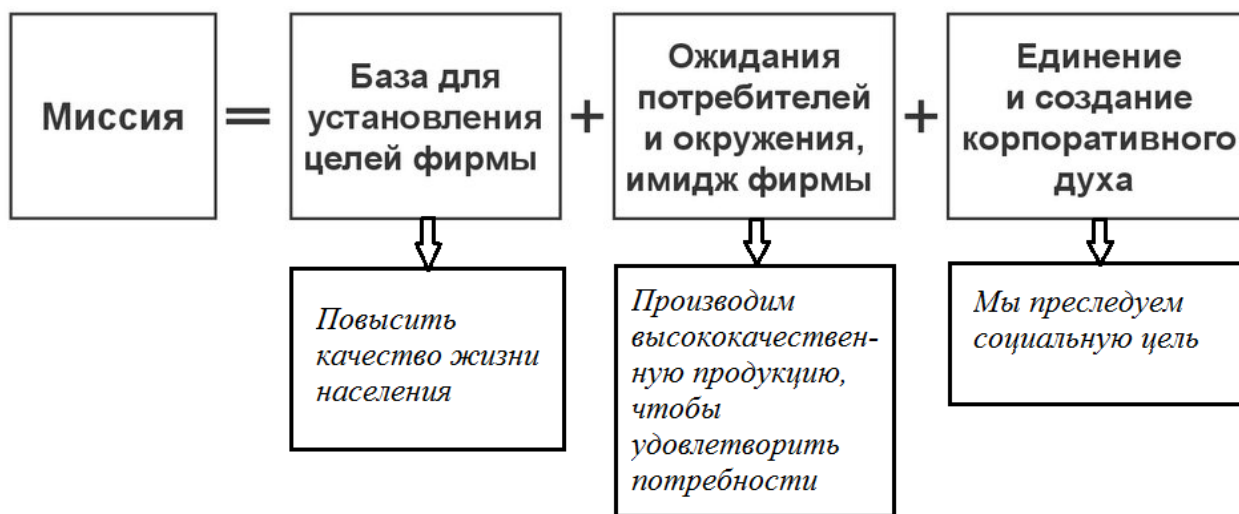 Миссия
=
База для
установления
целей фирмы
+
Ожидания
потребителей
и окружения,
имидж фирмы
+
Единение
и создание
корпоративного
духа
Повысить
качество жизни
населения
Производим
высококачествен-
ную продукцию,
чтобы
удовлетворить
потребности
Мы преследуем
социальную цель